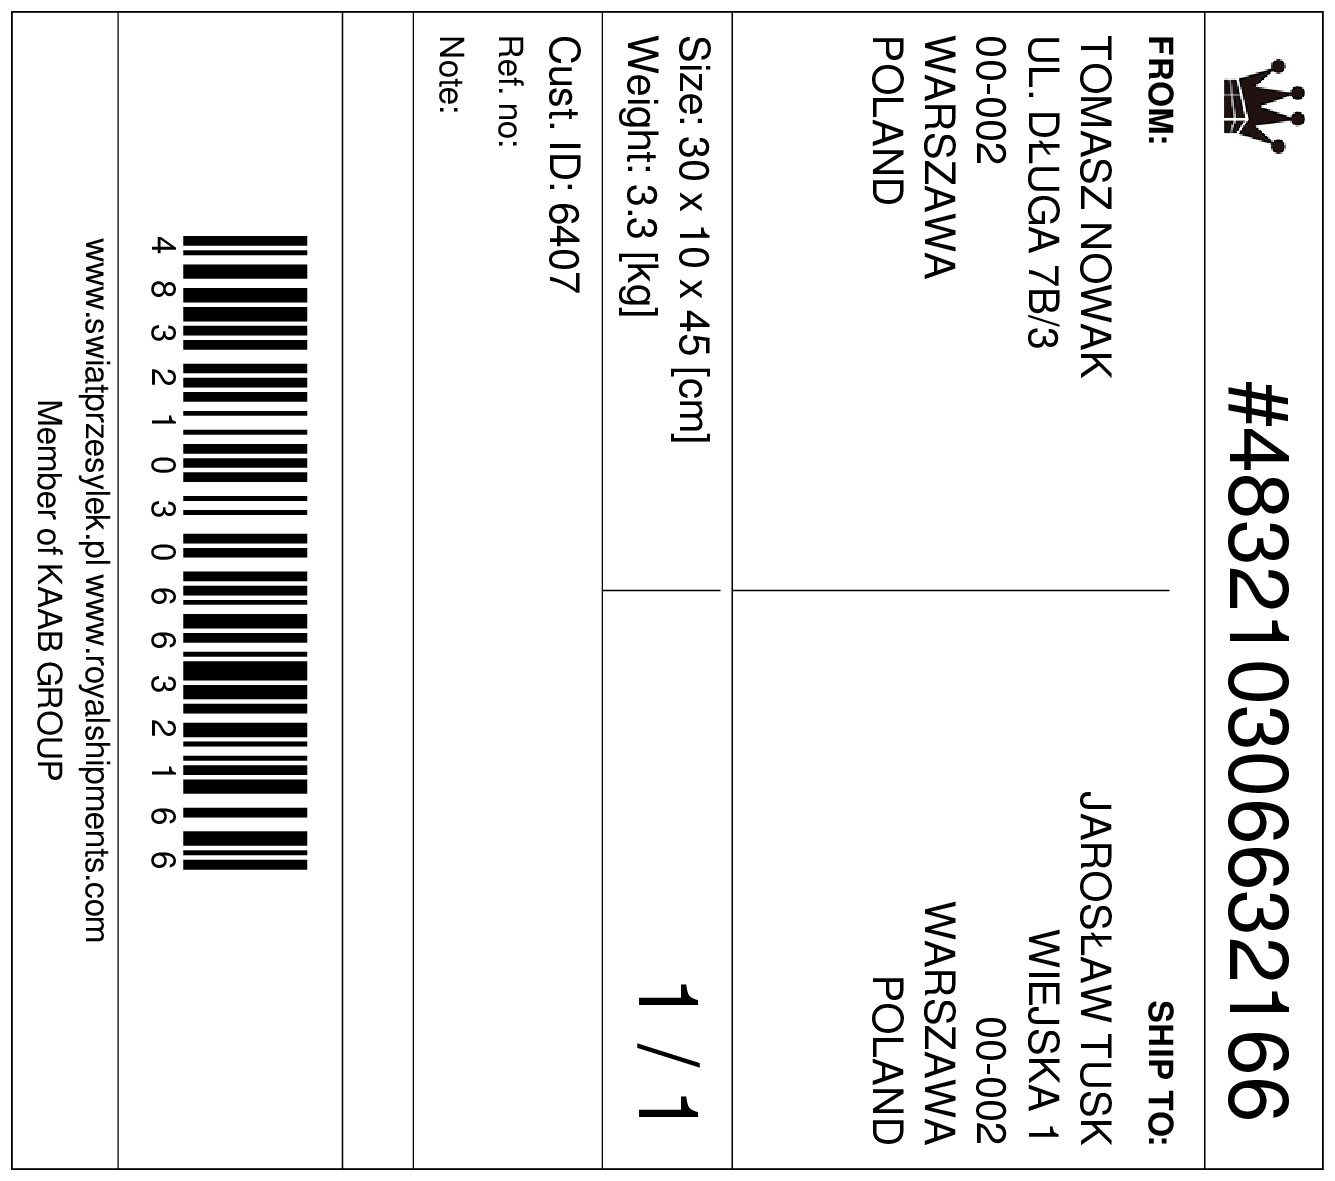 #483210306632166
FROM:
TOMASZ NOWAK
UL. DŁUGA 7B/3
00-002
WARSZAWA
POLAND
SHIP TO:
JAROSŁAW TUSK
WIEJSKA 1
00-002
WARSZAWA
POLAND
Size: 30 x 10 x 45 [cm]
Weight: 3.3 [kg]
1 / 1
Cust. ID: 6407
Ref. no:
Note:
4 8 3 2 1 0 3 0 6 6 3 2 1 6 6
www.swiatprzesylek.pl www.royalshipments.com
Member of KAAB GROUP